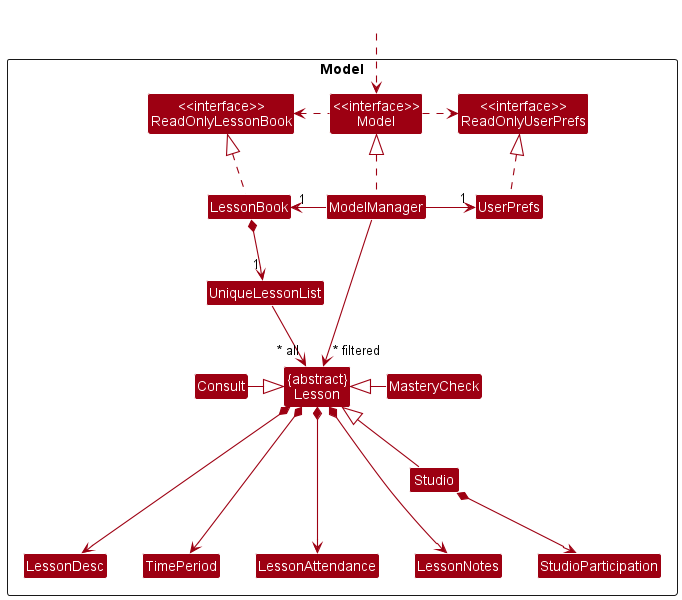 Model
<<interface>>
ReadOnlyLessonBook
<<interface>>
Model
<<interface>>
ReadOnlyUserPrefs
LessonBook
1
ModelManager
1
UserPrefs
1
UniqueLessonList
* all
* filtered
Consult
{abstract}
Lesson
MasteryCheck
Studio
LessonDesc
TimePeriod
LessonAttendance
LessonNotes
StudioParticipation